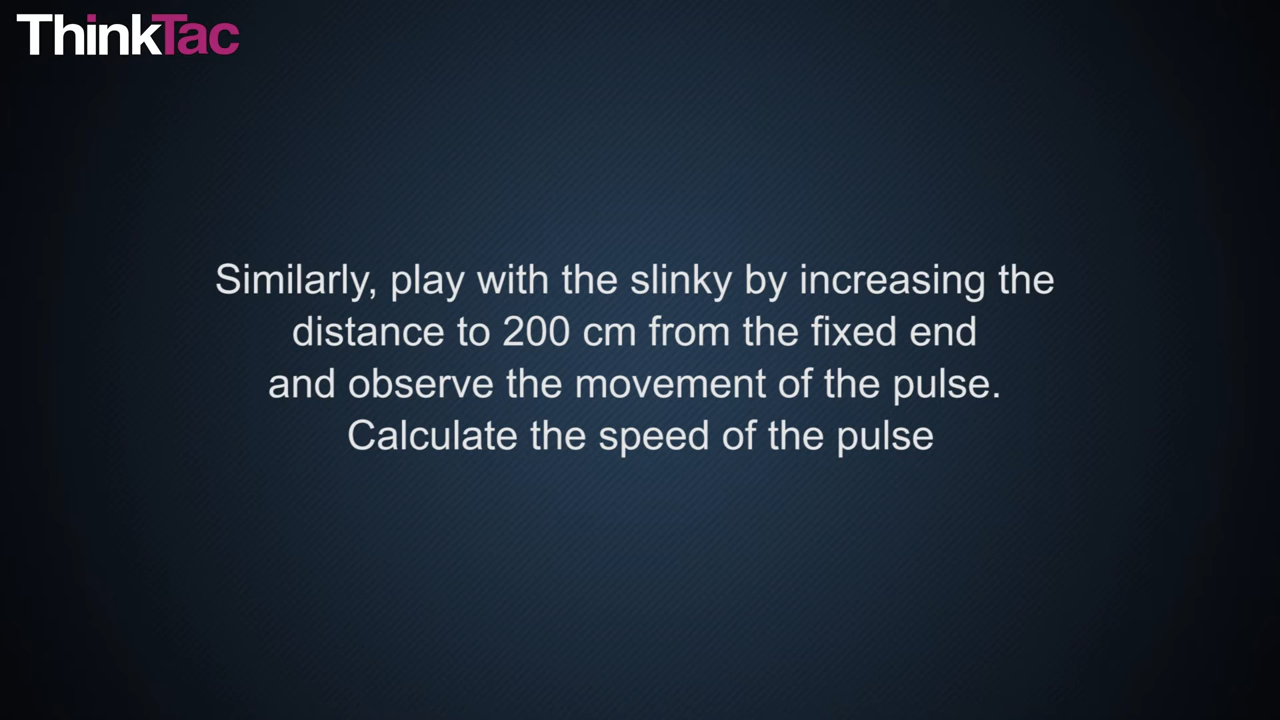 ThinkTac
Similarly, play with the slinky by increasing the
distance to 200 cm from the fixed end
and observe the movement of the pulse.
Calculate the speed of the pulse